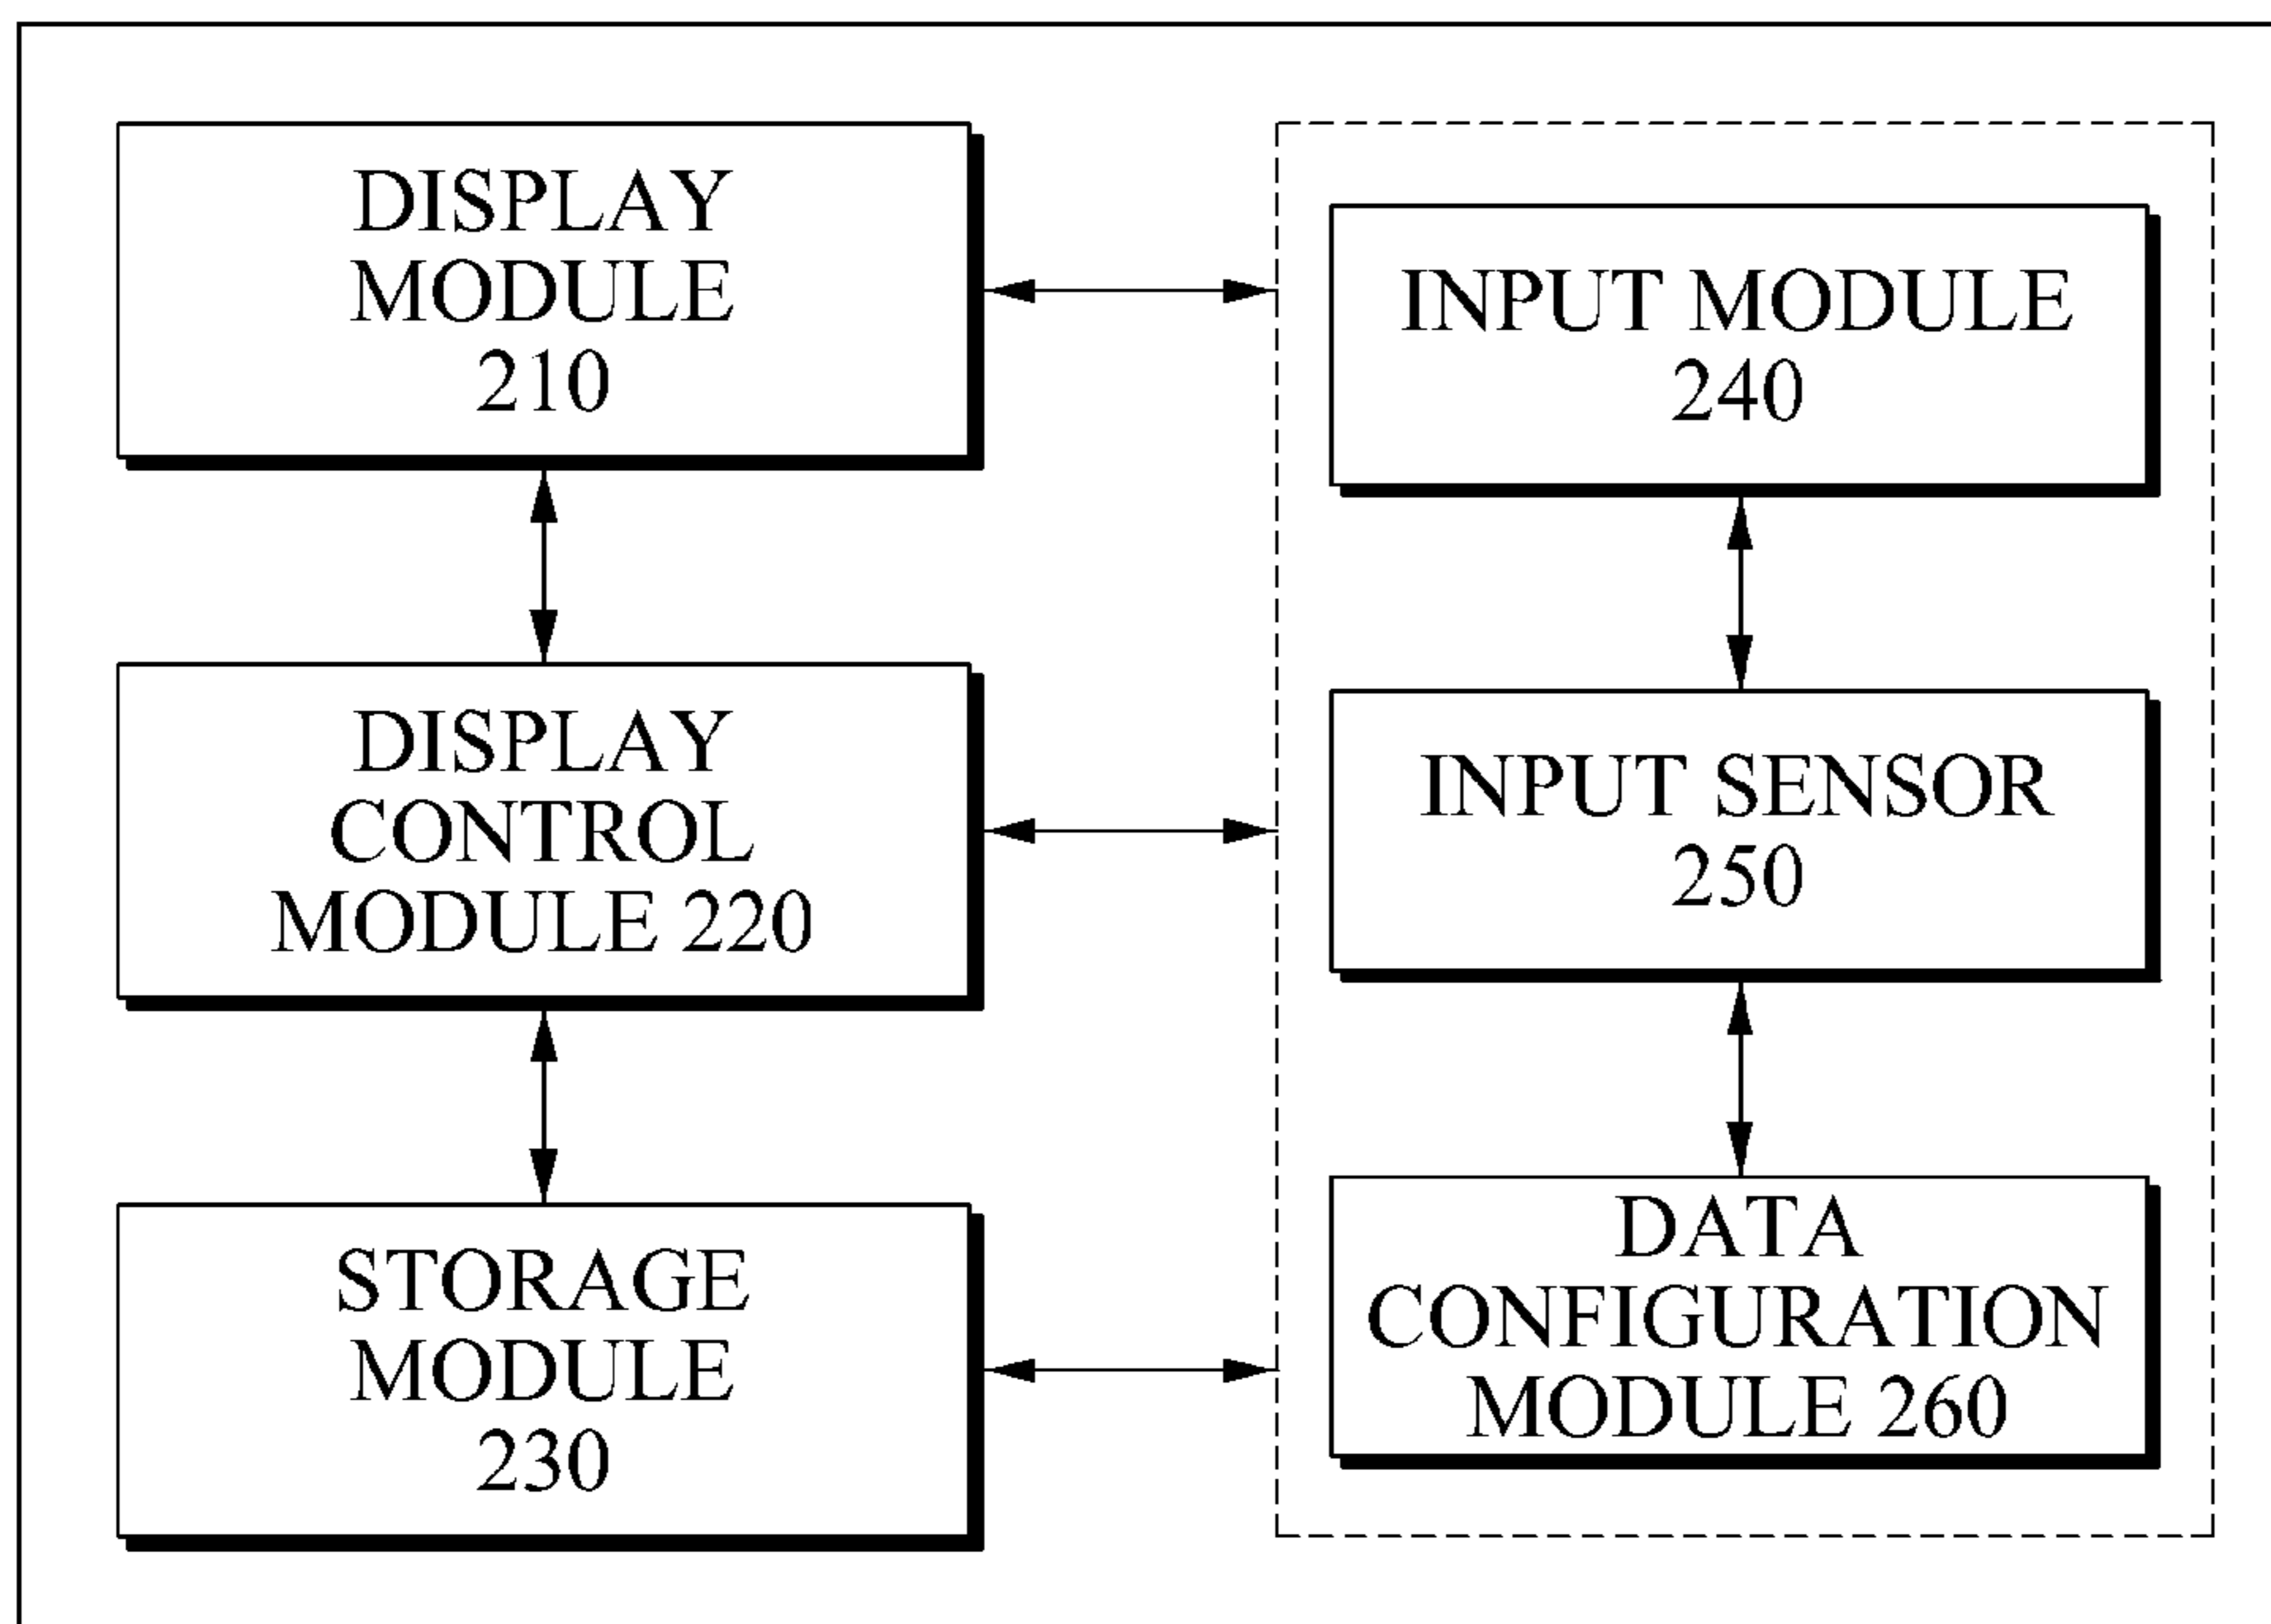 DISPLAY
MODULE
210
DISPLAY
CONTROL
MODULE 220
STORAGE
MODULE
230
INPUT MODULE
240
INPUT SENSOR
250
DATA
CONFIGURATION
MODULE 260